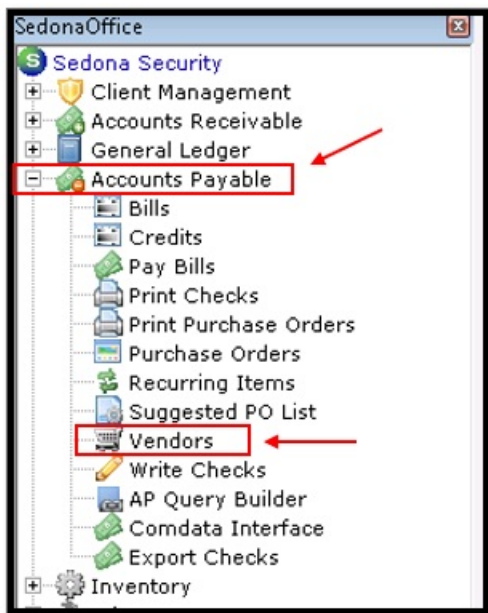 SedonaOffice
Sedona Security
Client Management
Accounts Receivable
General Ledger
Accounts Payable
Bills
Credits
Pay Bills
Print Checks
Print Purchase Orders
Purchase Orders
Recurring Items
Suggested PO List
Vendors
Write Checks
AP Query Builder
Comdata Interface
Export Checks
Inventory